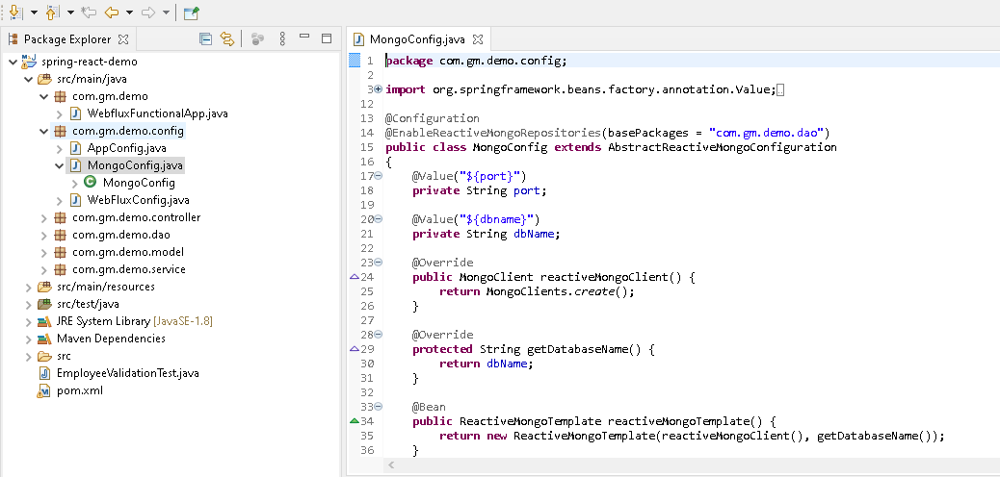 Package Explorer
spring-react-demo
src/main/java
com.gm.demo
WebfluxFunctionalApp.java
com.gm.demo.config
AppConfig.java
MongoConfig.java
MongoConfig
WebFluxConfig.java
com.gm.demo.controller
com.gm.demo.dao
com.gm.demo.model
com.gm.demo.service
src/main/resources
src/test/java
JRE System Library [JavaSE-1.8]
Maven Dependencies
src
EmployeeValidationTest.java
pom.xml
MongoConfig.java
1 package com.gm.demo.config;
2
3 import org.springframework.beans.factory.annotation.Value;
12
13 @Configuration
14 @EnableReactiveMongoRepositories(basePackages = "com.gm.demo.dao")
15 public class MongoConfig extends AbstractReactiveMongoConfiguration
16 {
17 @Value("${port}")
18 private String port;
19
20 @Value("${dbname}")
21 private String dbName;
22
23 @Override
24 public MongoClient reactiveMongoClient() {
25 return MongoClients.create();
26 }
27
28 @Override
29 protected String getDatabaseName() {
30 return dbName;
31 }
32
33 @Bean
34 public ReactiveMongoTemplate reactiveMongoTemplate() {
35 return new ReactiveMongoTemplate(reactiveMongoClient(), getDatabaseName());
36 }